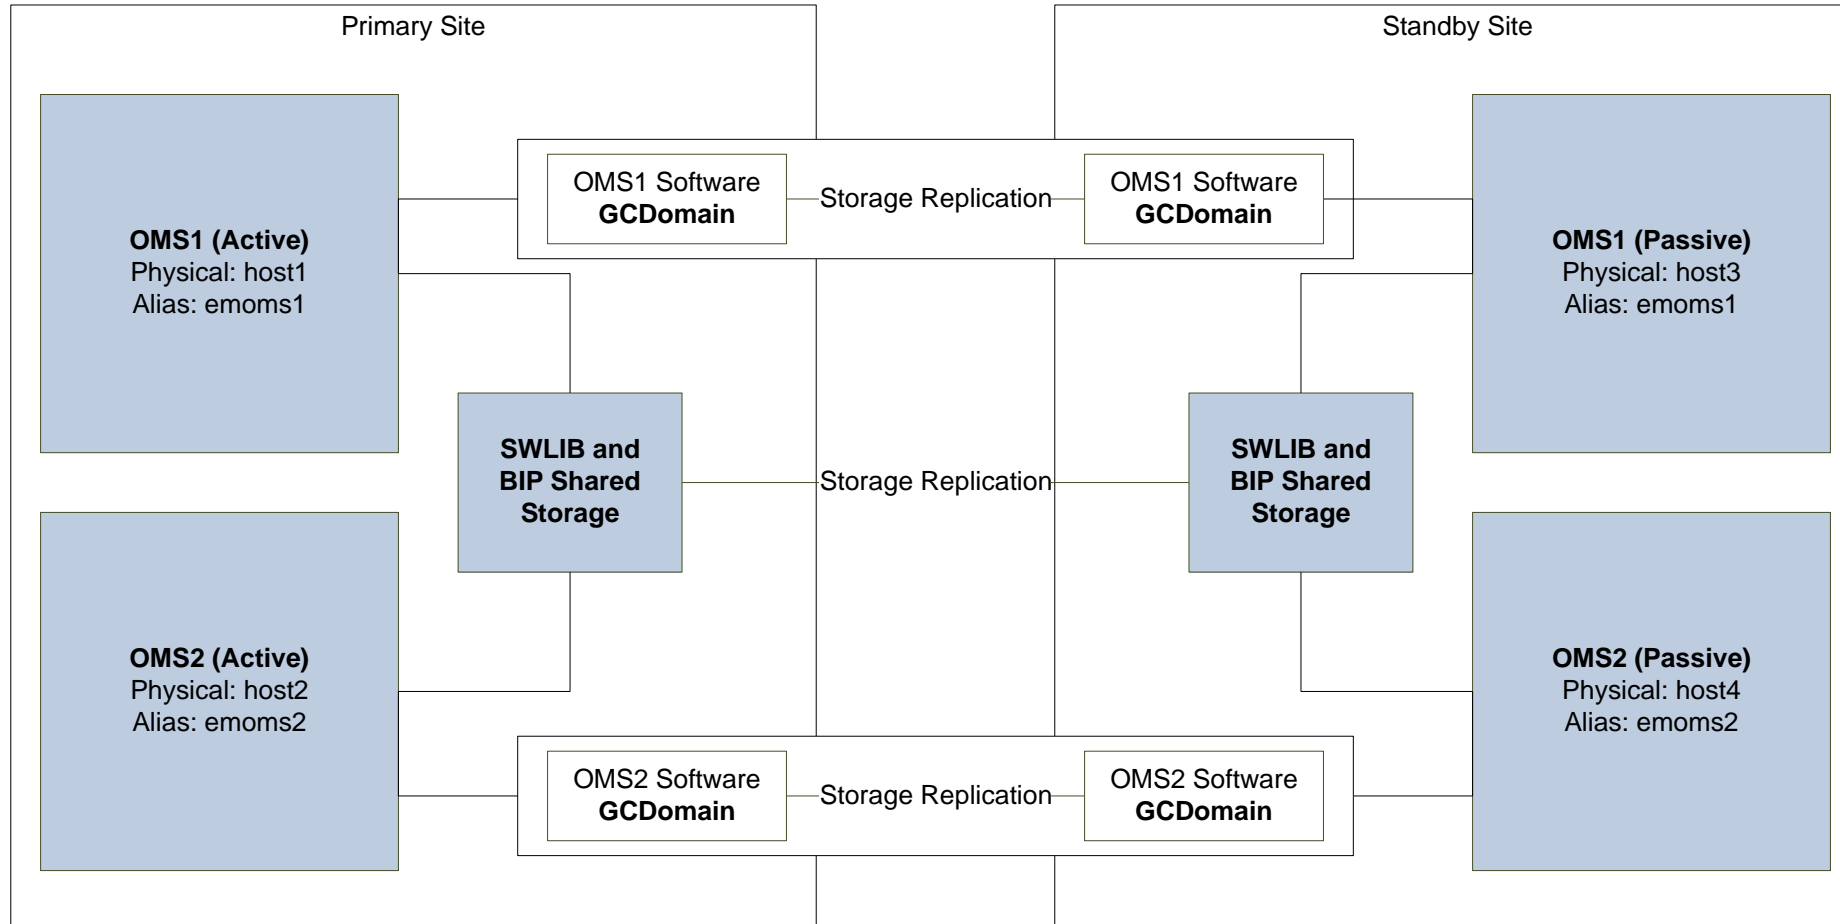 Primary Site
Standby Site
OMS1 (Active)
Physical: host1
Alias: emoms1
OMS1 Software
GCDomain
Storage Replication
OMS1 Software
GCDomain
OMS1 (Passive)
Physical: host3
Alias: emoms1
SWLIB and
BIP Shared
Storage
Storage Replication
SWLIB and
BIP Shared
Storage
OMS2 (Active)
Physical: host2
Alias: emoms2
OMS2 Software
GCDomain
Storage Replication
OMS2 Software
GCDomain
OMS2 (Passive)
Physical: host4
Alias: emoms2